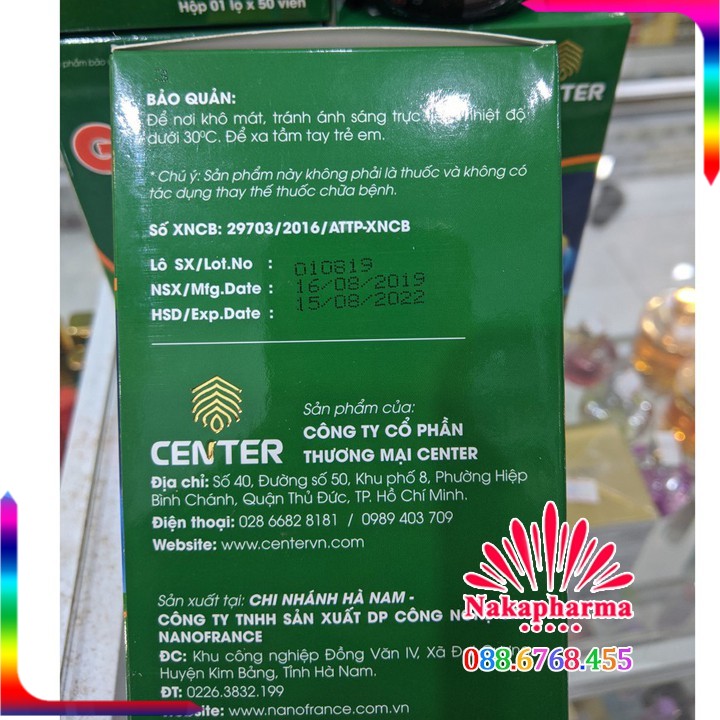 Hộp 01 lọ x 50 viên
phẩm bảo
G
TER
BẢO QUẢN:
Để nơi khô mát, tránh ánh sáng trực nhiệt độ
dưới 30ºC. Để xa tầm tay trẻ em.
* Chú ý: Sản phẩm này không phải là thuốc và không có
tác dụng thay thế thuốc chữa bệnh.
Số XNCB: 29703/2016/ATTP-XNCB
Lô SX/Lot.No : 010819
NSX/Mfg.Date : 16/08/2019
HSD/Exp.Date : 15/08/2022
CENTER
Sản phẩm của:
CÔNG TY CỔ PHẦN
THƯƠNG MẠI CENTER
Địa chỉ: Số 40, Đường số 50, Khu phố 8, Phường Hiệp
Bình Chánh, Quận Thủ Đức, TP. Hồ Chí Minh.
Điện thoại: 028 6682 8181 / 0989 403 709
Website: www.centervn.com
Sản xuất tại: CHI NHÁNH HÀ NAM -
CÔNG TY TNHH SẢN XUẤT DP CÔNG
NANOFRANCE
ĐC: Khu công nghiệp Đồng Văn IV, Xã
Huyện Kim Bảng, Tỉnh Hà Nam.
ĐT: 0226.3832.199
Website: www.nanofrance.com.vn
Nakapharma
088.6768.455